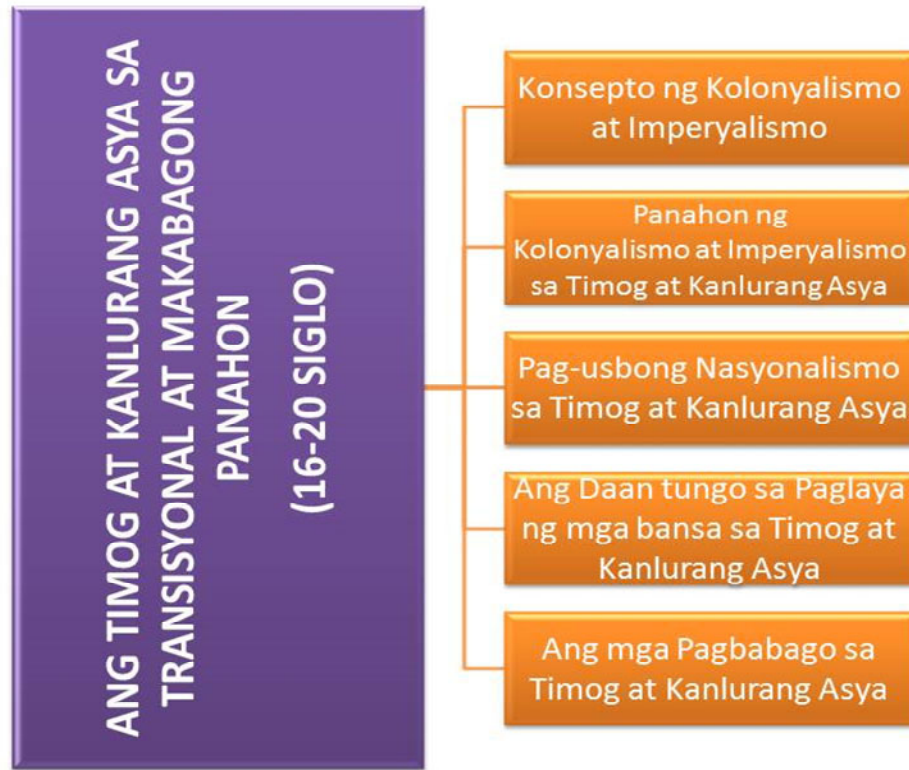 ANG TIMOG AT KANLURANG ASYA SA
TRANSISYONAL AT MAKABAGONG
PANAHON
(16-20 SIGLO)
Konsepto ng Kolonyalismo
at Imperyalismo
Panahon ng
Kolonyalismo at Imperyalismo
sa Timog at Kanlurang Asya
Pag-usbong Nasyonalismo
sa Timog at Kanlurang Asya
Ang Daan tungo sa Paglaya
ng mga bansa sa Timog at
Kanlurang Asya
Ang mga Pagbabago sa
Timog at Kanlurang Asya